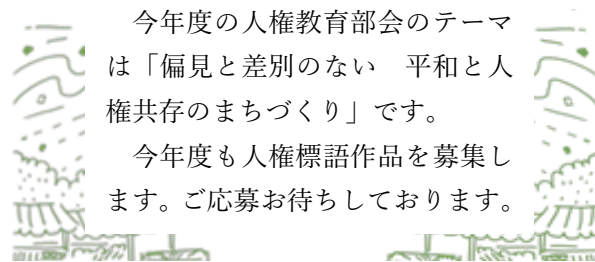 今年度の人権教育部会のテーマ
は「偏見と差別のない　平和と人
権共存のまちづくり」です。
　今年度も人権標語作品を募集し
ます。ご応募お待ちしております。